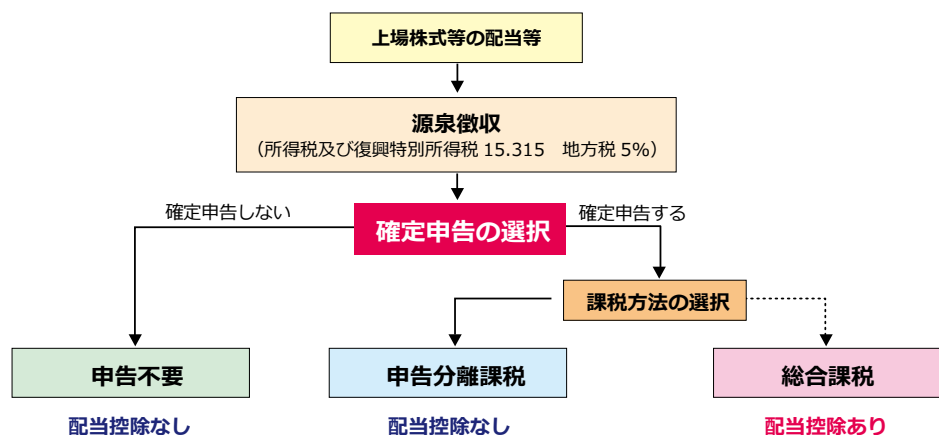 上場株式等の配当等
源泉徴収
（所得税及び復興特別所得税 15.315　地方税 5%）
確定申告しない
確定申告の選択
確定申告する
課税方法の選択
申告不要
申告分離課税
総合課税
配当控除なし
配当控除なし
配当控除あり